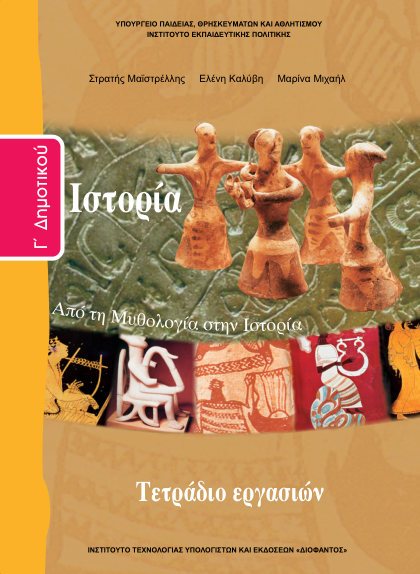 ΥΠΟΥΡΓΕΙΟ ΠΑΙΔΕΙΑΣ, ΘΡΗΣΚΕΥΜΑΤΩΝ ΚΑΙ ΑΘΛΗΤΙΣΜΟΥ
ΙΝΣΤΙΤΟΥΤΟ ΕΚΠΑΙΔΕΥΤΙΚΗΣ ΠΟΛΙΤΙΚΗΣ
Στρατής Μαϊστρέλλης Ελένη Καλύβη Μαρίνα Μιχαήλ
Γ΄ Δημοτικού
Ιστορία
Από τη Μυθολογία στην Ιστορία
Τετράδιο εργασιών
ΙΝΣΤΙΤΟΥΤΟ ΤΕΧΝΟΛΟΓΙΑΣ ΥΠΟΛΟΓΙΣΤΩΝ ΚΑΙ ΕΚΔΟΣΕΩΝ «ΔΙΟΦΑΝΤΟΣ»